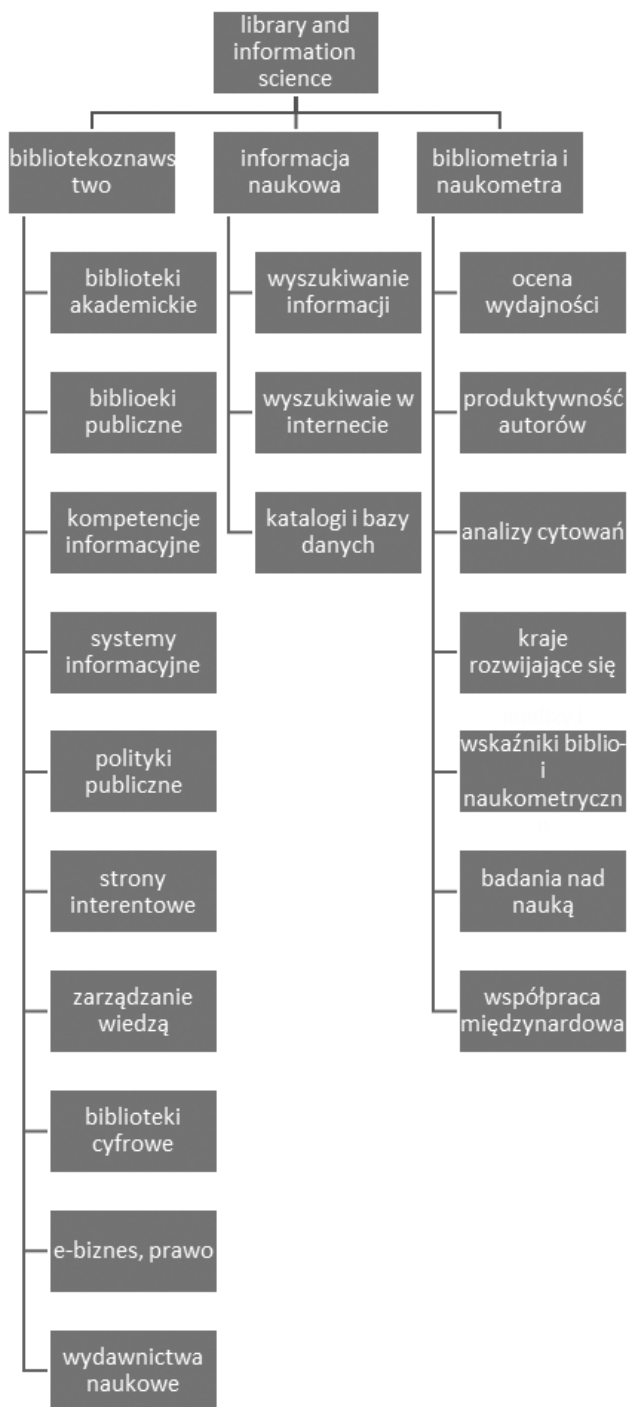 library and
information
science
bibliotekoznaws
two
informacja
naukowa
bibliometria i
naukometra
biblioteki
akademickie
biblioeki
publiczne
kompetencje
informacyjne
systemy
informacyjne
polityki
publiczne
strony
interentowe
zarządzanie
wiedzą
biblioteki
cyfrowe
e-biznes, prawo
wydawnictwa
naukowe
wyszukiwanie
informacji
wyszukiwaie w
internecie
katalogi i bazy
danych
ocena
wydajności
produktywność
autorów
analizy cytowań
kraje
rozwijające się
wskaźniki biblio-
i
naukometryczn
badania nad
nauką
współpraca
międzynardowa